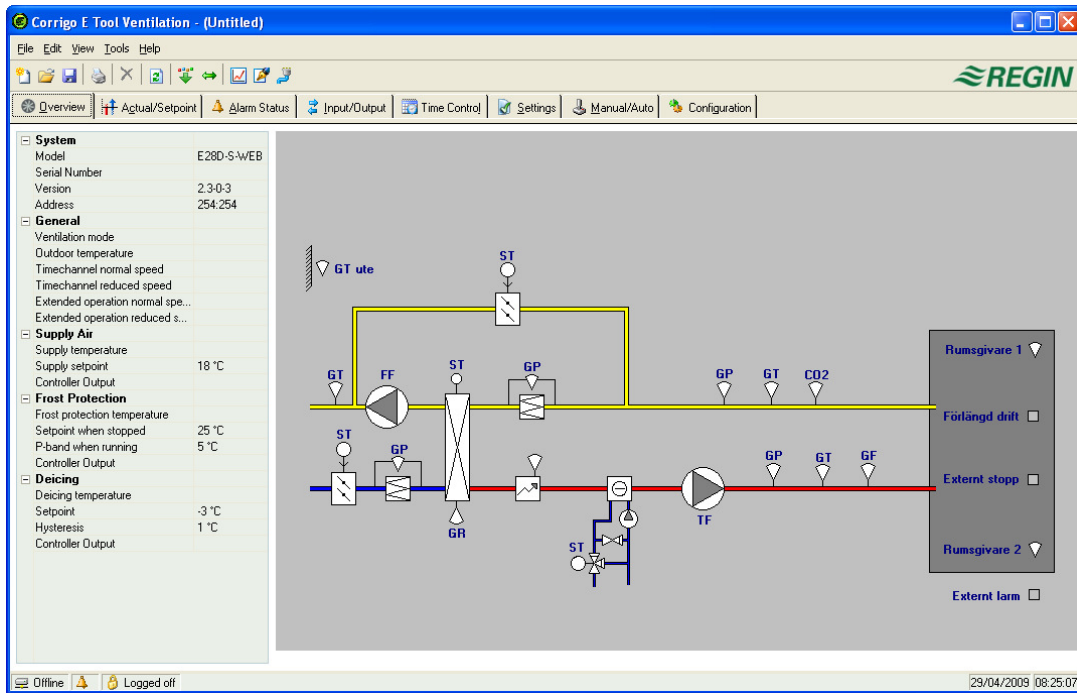 Corrigo E Tool Ventilation - (Untitled)
File Edit View Tools Help
REGIN
Overview Actual/Setpoint Alarm Status Input/Output Time Control Settings Manual/Auto Configuration
System
Model E28D-S-WEB
Serial Number
Version 2.3-0-3
Address 254:254
General
Ventilation mode
Outdoor temperature
Timechannel normal speed
Timechannel reduced speed
Extended operation normal spe...
Extended operation reduced s...
Supply Air
Supply temperature
Supply setpoint 18 °C
Controller Output
Frost Protection
Frost protection temperature
Setpoint when stopped 25 °C
P-band when running 5 °C
Controller Output
Deicing
Deicing temperature
Setpoint -3 °C
Hysteresis 1 °C
Controller Output
ST
GT ute
Rumsgivare 1
GT FF ST GP GP GT CO2
Förlängd drift
ST GP GP GT GF
Externt stopp
GR TF
ST
Rumsgivare 2
Externt larm
Offline Logged off 29/04/2009 08:25:07